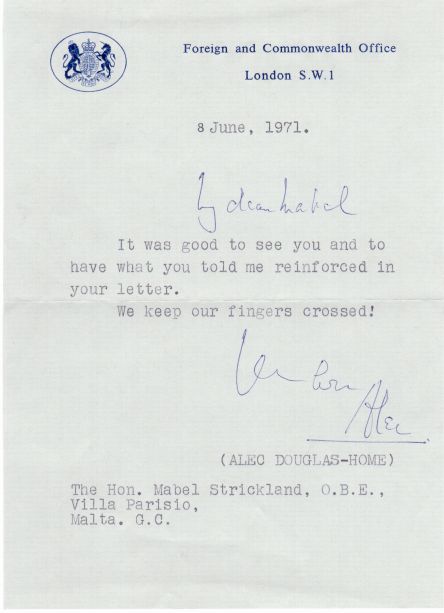 Foreign and Commonwealth Office
London S.W.1
8 June, 1971.
My dear Mabel
It was good to see you and to
have what you told me reinforced in
your letter.
We keep our fingers crossed!
Alec
(ALEC DOUGLAS-HOME)
The Hon. Mabel Strickland, O.B.E.,
Villa Parisio,
Malta. G.C.